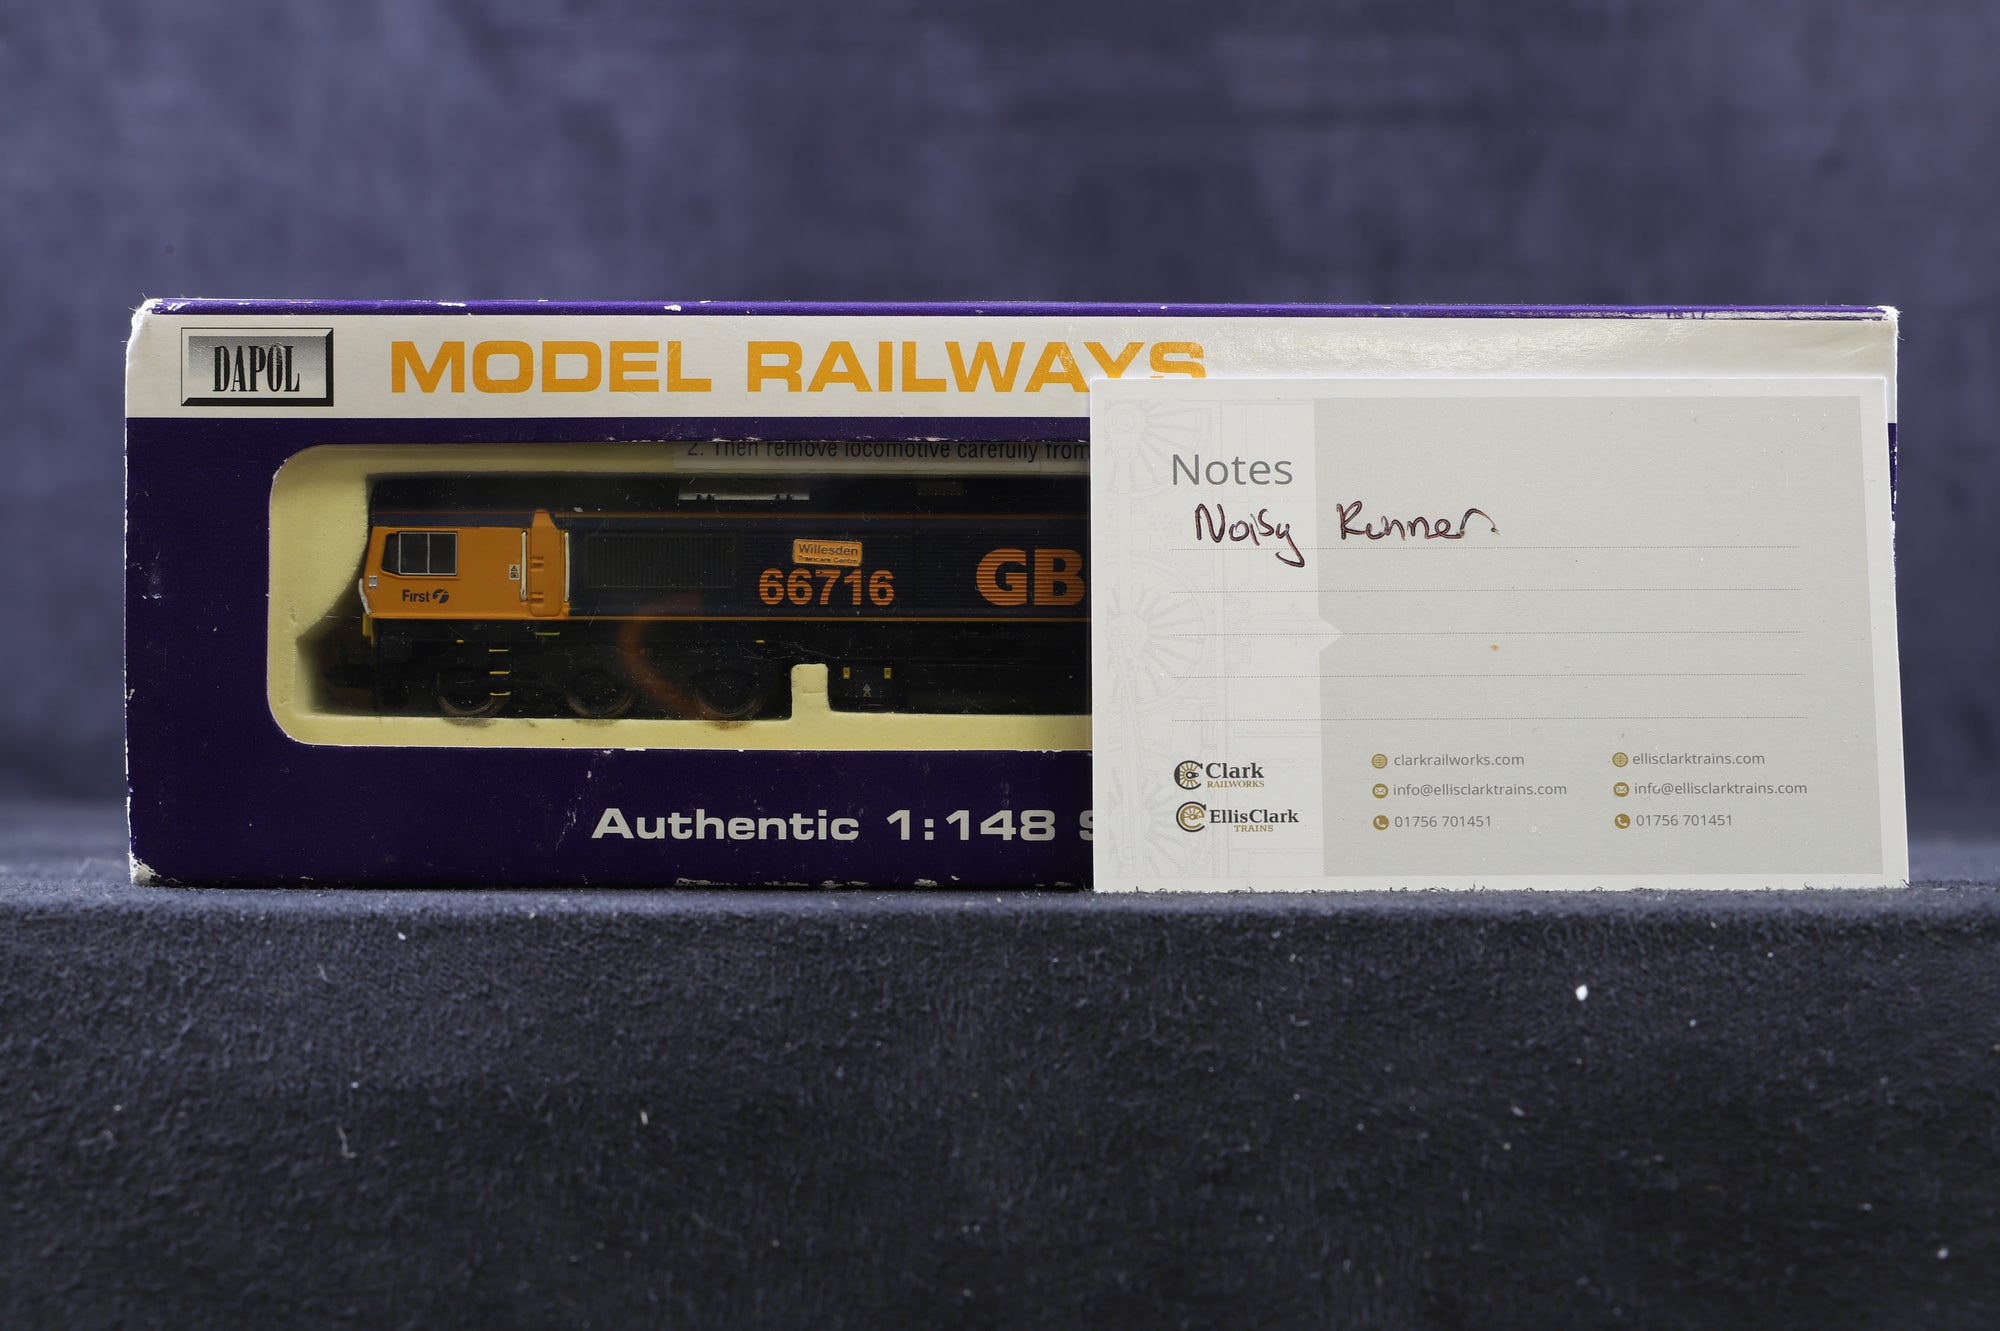 DAPOL
MODEL RAILWAYS
2. Then remove locomotive carefully from
Willesden
Traincare Centre
66716
First
GB
Authentic 1:148
Notes
Noisy Runner
Clark
RAILWORKS
EllisClark
TRAINS
clarkrailworks.com
info@ellisclarktrains.com
01756 701451
ellisclarktrains.com
info@ellisclarktrains.com
01756 701451